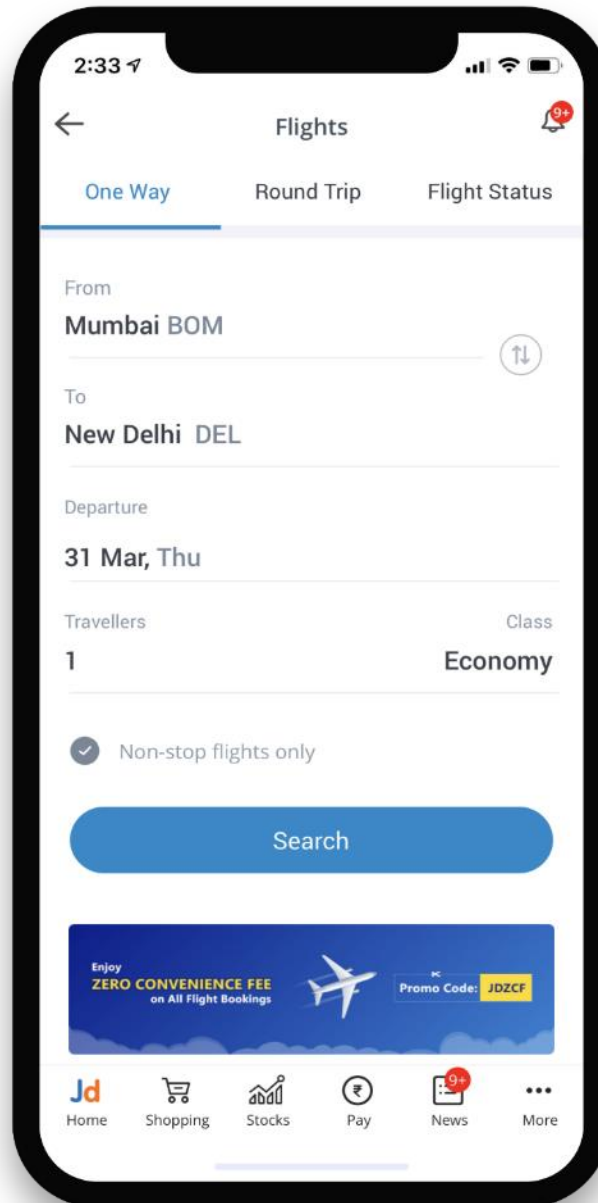 2:33
Flights
9+
One Way Round Trip Flight Status
From
Mumbai BOM
To
New Delhi DEL
Departure
31 Mar, Thu
Travellers Class
1 Economy
Non-stop flights only
Search
Enjoy
ZERO CONVENIENCE FEE
on All Flight Bookings
Promo Code: JDZCF
Jd
9+
Home Shopping Stocks Pay News More